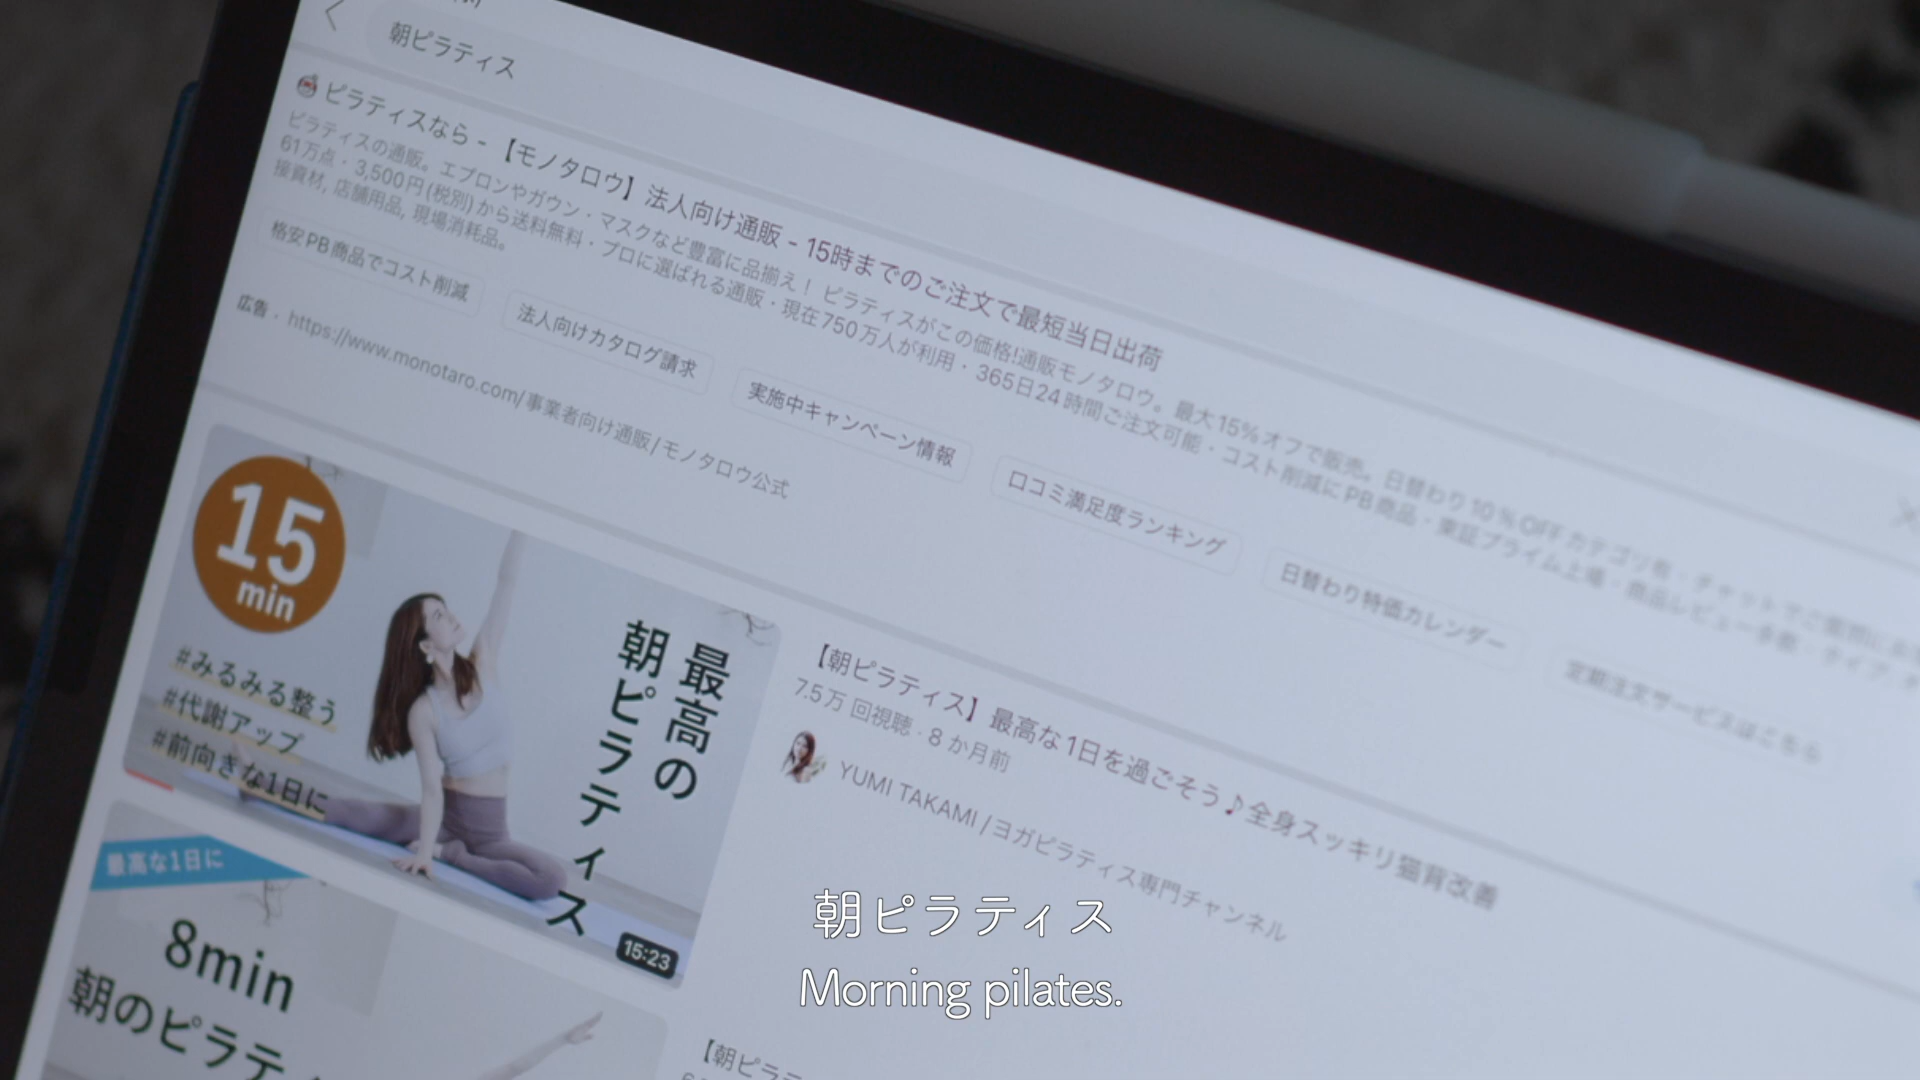 朝ピラティス
ピラティスなら - 【モノタロウ】法人向け通販 - 15時までのご注文で最短当日出荷
ピラティスの通販。エプロンやガウン・マスクなど豊富に品揃え！ ピラティスがこの価格!通販モノタロウ。最大15%オフで販売。日替わり10%OFFカテゴリ有・チャットでご質問に
61万点・3,500円(税別)から送料無料・プロに選ばれる通販・現在750万人が利用・365日24時間ご注文可能・コスト削減にPB商品・東証プライム上場・商品レビュー多数・ライブ
接資材, 店舗用品, 現場消耗品。
格安PB商品でコスト削減
法人向けカタログ請求
実施中キャンペーン情報
口コミ満足度ランキング
日替わり特価カレンダー
定期注文サービスはこちら
広告・https://www.monotaro.com/事業者向け通販/モノタロウ公式
15
min
#みるみる整う
#代謝アップ
#前向きな1日に
最高の
朝ピラティス
15:23
【朝ピラティス】最高な1日を過ごそう♪全身スッキリ猫背改善
7.5万 回視聴・8 か月前
YUMI TAKAMI /ヨガピラティス専門チャンネル
最高な1日に
8min
朝のピラテ
【朝ピラテ
朝ピラティス
Morning pilates.